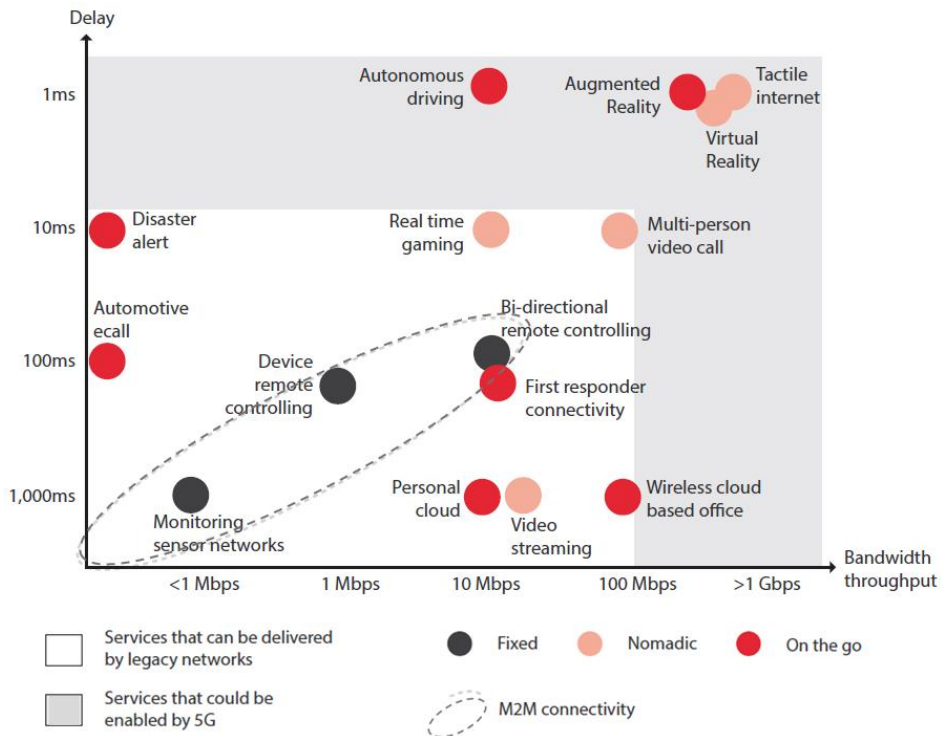 Delay
1ms
Autonomous
driving
Augmented
Reality
Tactile
internet
Virtual
Reality
10ms
Disaster
alert
Real time
gaming
Multi-person
video call
Automotive
ecall
100ms
Device
remote
controlling
Bi-directional
remote controlling
First responder
connectivity
1,000ms
Monitoring
sensor networks
Personal
cloud
Video
streaming
Wireless cloud
based office
Bandwidth
throughput
<1 Mbps
1 Mbps
10 Mbps
100 Mbps
>1 Gbps
Services that can be delivered
by legacy networks
Fixed
Nomadic
On the go
Services that could be
enabled by 5G
M2M connectivity